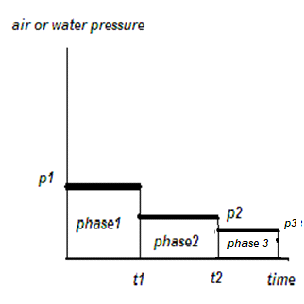 air or water pressure
p1
phase1
p2
phase2
p3
phase 3
t1
t2
time